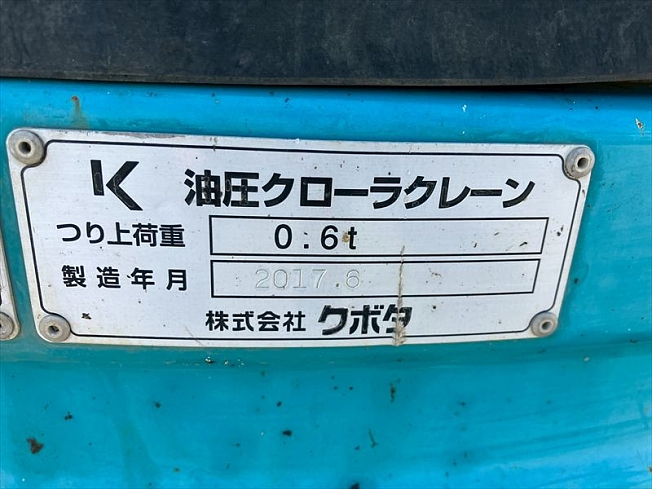 K 油圧クローラクレーン
つり上荷重 0.6t
製造年月 2017.6
株式会社 クボタ